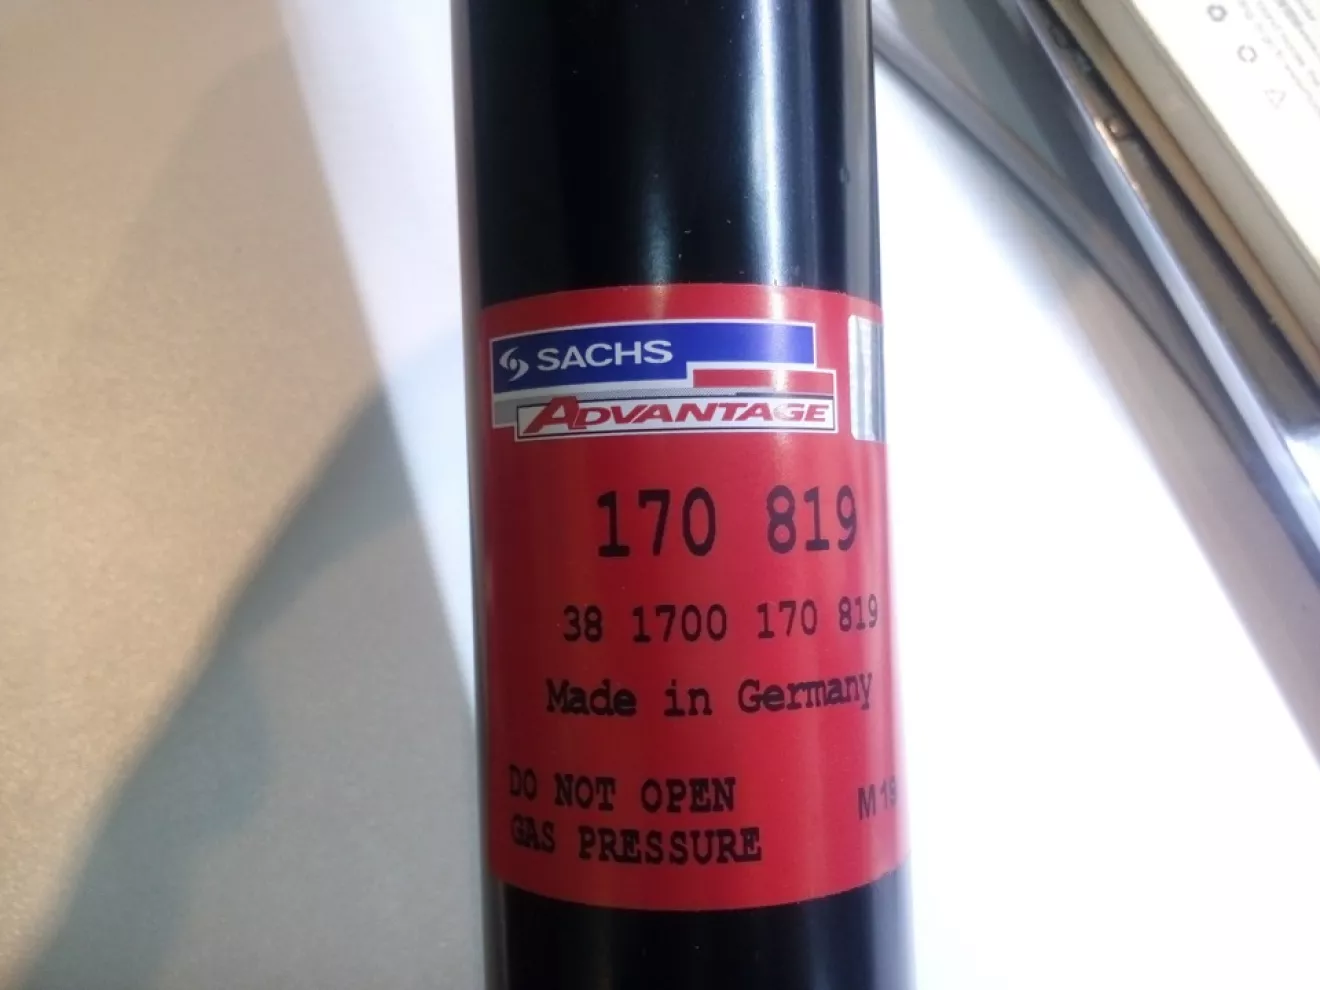 SACHS
ADVANTAGE
170 819
38 1700 170 819
Made in Germany
DO NOT OPEN
GAS PRESSURE